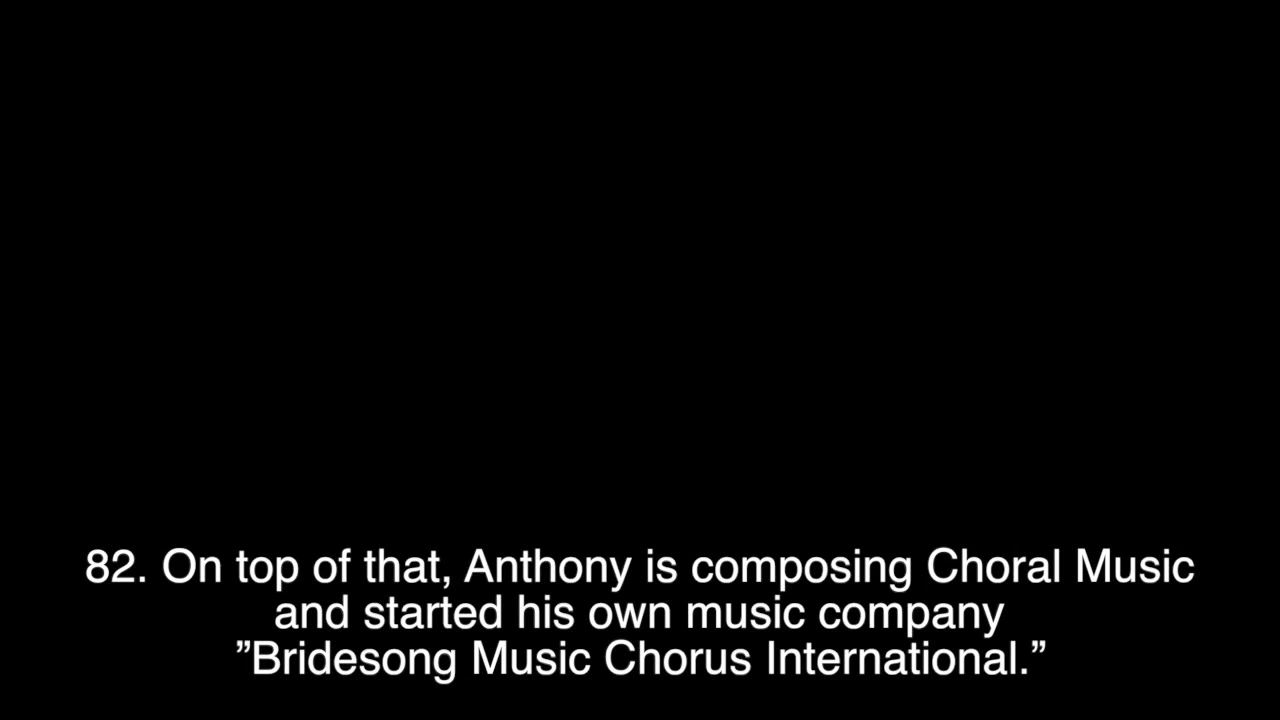 82. On top of that, Anthony is composing Choral Music
and started his own music company
”Bridesong Music Chorus International.”